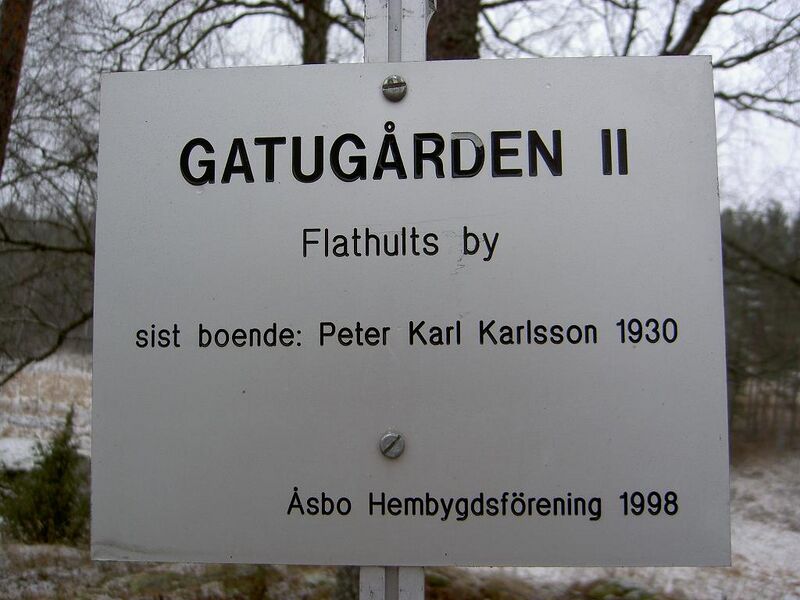 GATUGÅRDEN II
Flathults by
sist boende: Peter Karl Karlsson 1930
Åsbo Hembygdsförening 1998